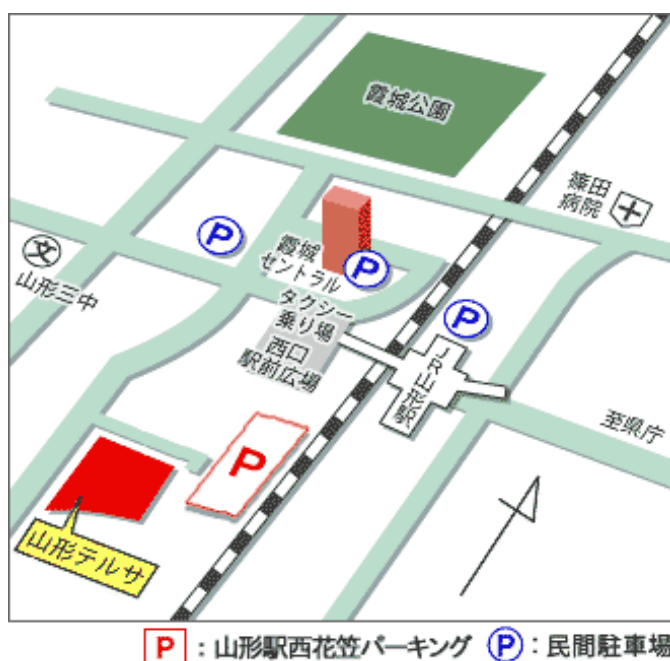 霞城公園
篠田
病院
P
文
山形三中
霞城
セントラル
P
タクシー
乗り場
P
西口
駅前広場
JR山形駅
至県庁
P
山形テルサ
P:山形駅西花笠パーキング P:民間駐車場